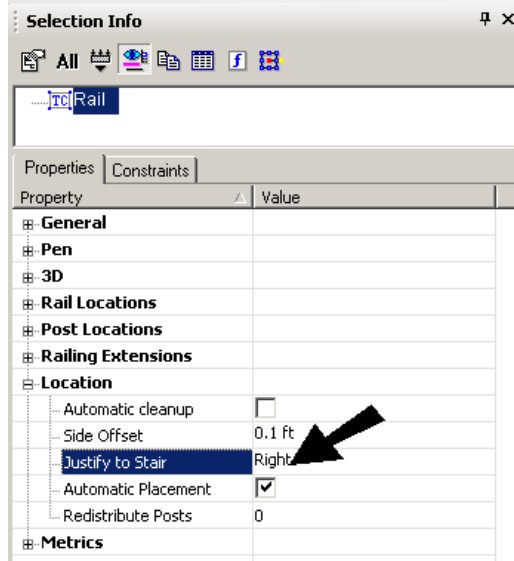 Selection Info
All
f
TC Rail
Properties Constraints
Property Value
General
Pen
3D
Rail Locations
Post Locations
Railing Extensions
Location
Automatic cleanup
Side Offset 0.1 ft
Justify to Stair Right
Automatic Placement
Redistribute Posts 0
Metrics